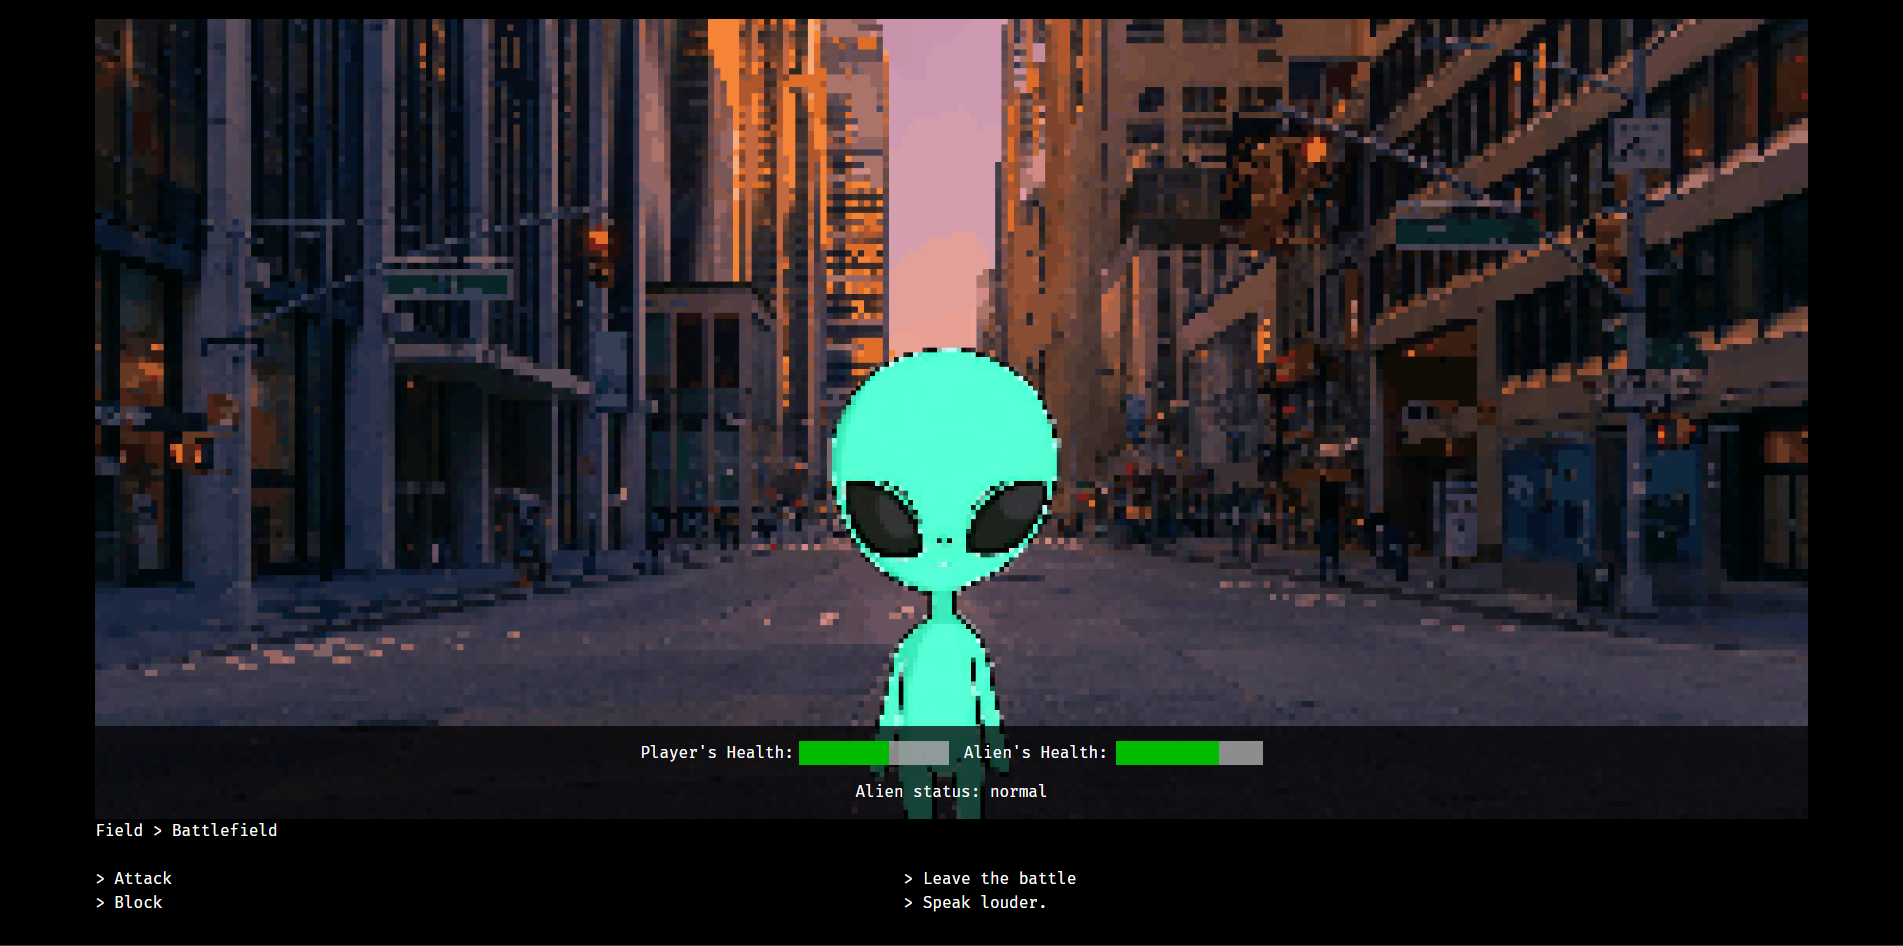 Player's Health: Alien's Health:
Alien status: normal
Field > Battlefield
> Attack
> Leave the battle
> Block
> Speak louder.